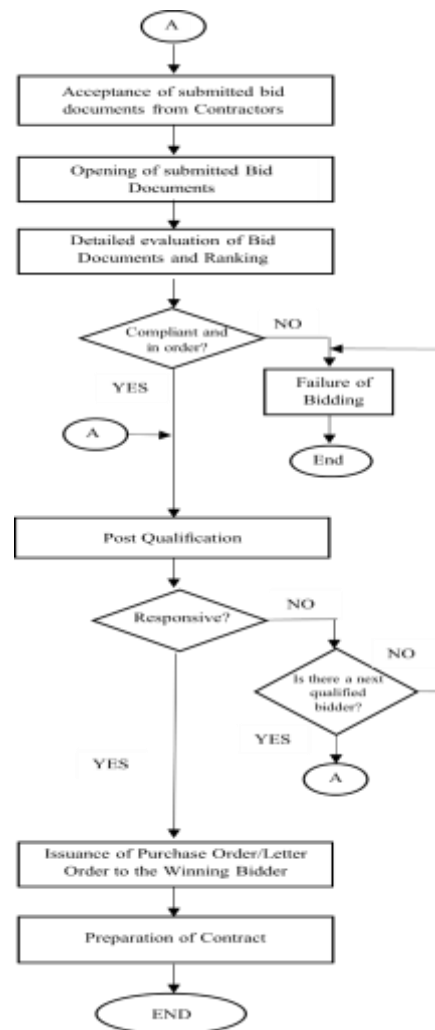 A
Acceptance of submitted bid
documents from Contractors
Opening of submitted Bid
Documents
Detailed evaluation of Bid
Documents and Ranking
Compliant and
in order?
NO
YES
Failure of
Bidding
A
End
Post Qualification
Responsive?
NO
NO
Is there a next
qualified
bidder?
YES
YES
A
Issuance of Purchase Order/Letter
Order to the Winning Bidder
Preparation of Contract
END